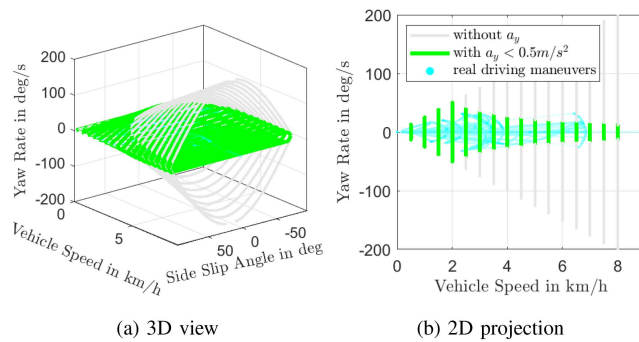 200
100
0
-100
-200
Yaw Rate in deg/s
0
5
Vehicle Speed in km/h
50
0
-50
Side Slip Angle in deg
(a) 3D view
200
100
0
-100
-200
Yaw Rate in deg/s
without a_y
with a_y < 0.5m/s²
real driving maneuvers
0 2 4 6 8
Vehicle Speed in km/h
(b) 2D projection